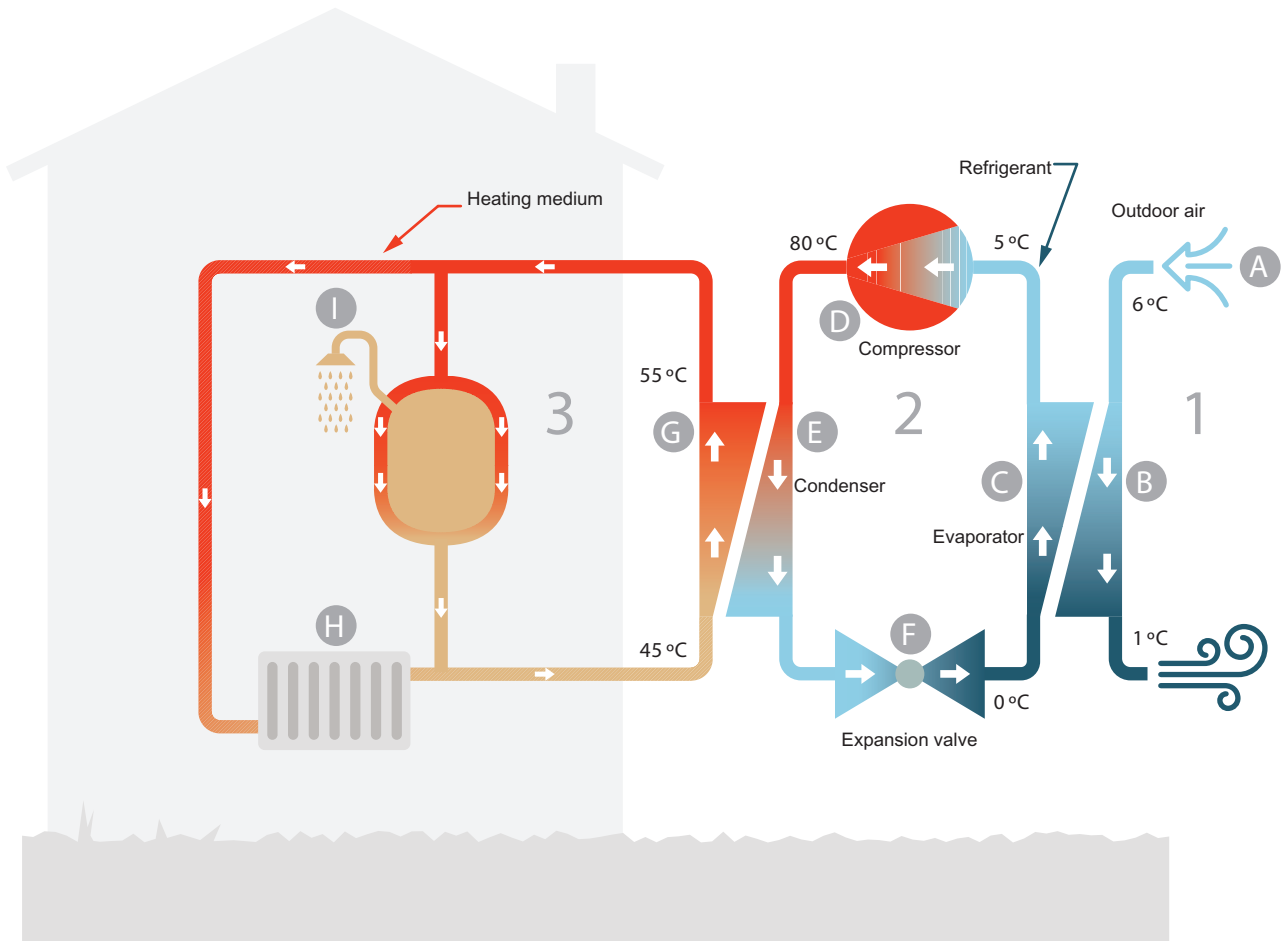 Refrigerant
Heating medium
Outdoor air
80 ºC
5 ºC
A
6 ºC
I
D
Compressor
55 ºC
3
2
1
G
E
C
B
Condenser
Evaporator
H
F
45 ºC
1 ºC
0 ºC
Expansion valve